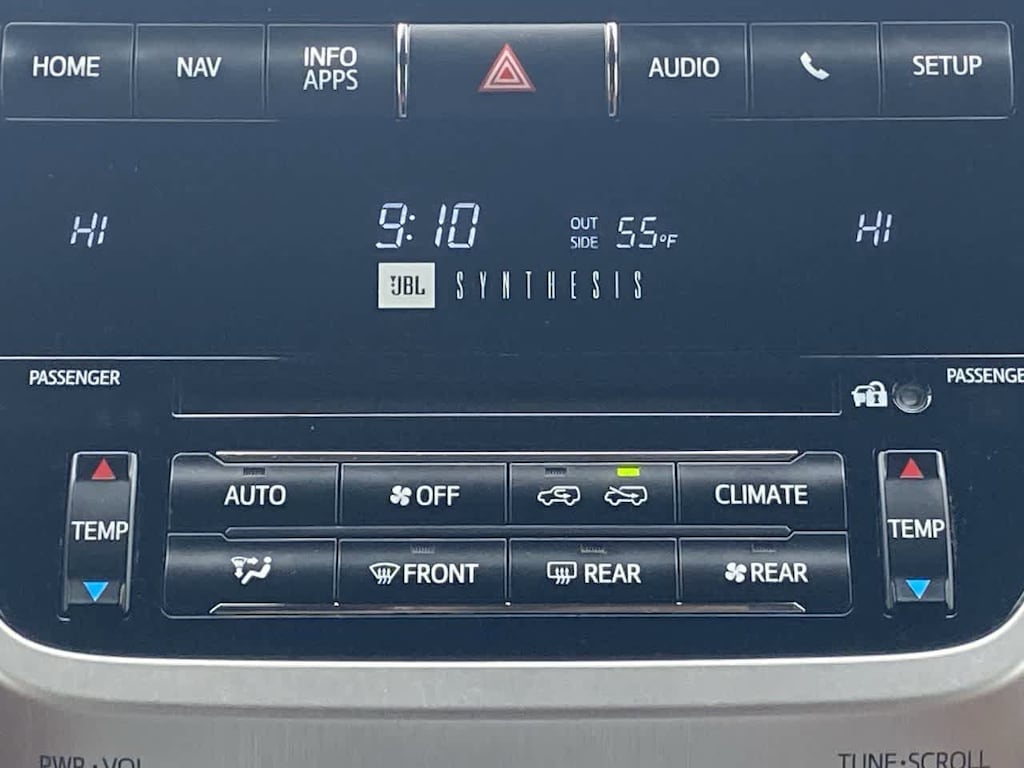 HOME NAV INFO APPS AUDIO SETUP
HI 9:10 OUT SIDE 55°F HI
JBL SYNTHESIS
PASSENGER PASSENGE
AUTO OFF CLIMATE
TEMP TEMP
FRONT REAR REAR
PWR•VOL TUNE•SCROLL